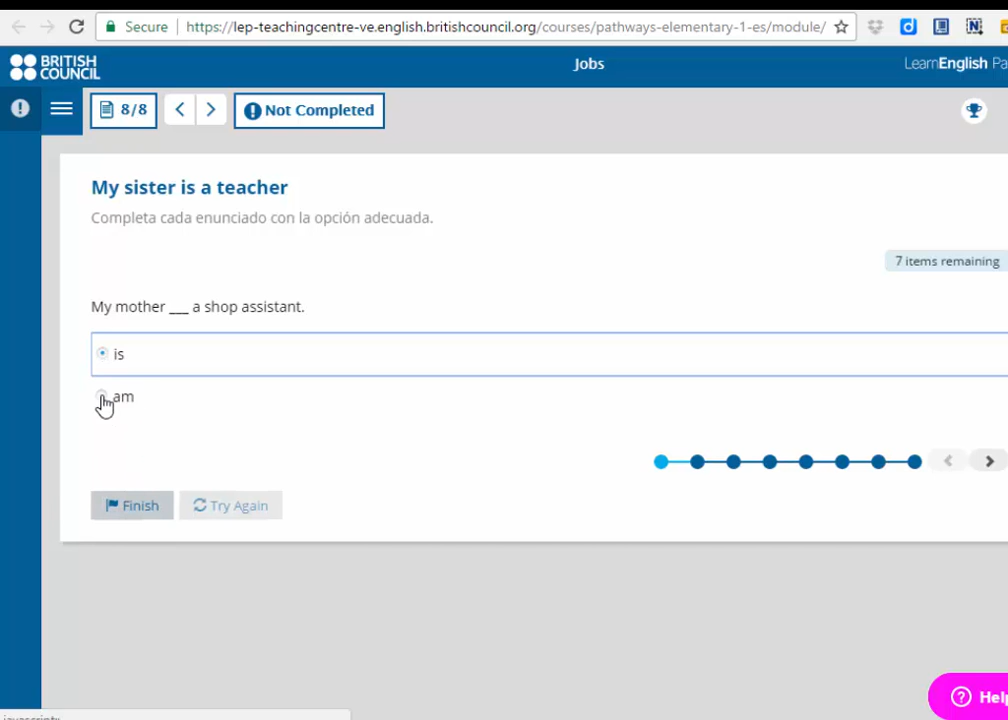 Secure https://lep-teachingcentre-ve.english.britishcouncil.org/courses/pathways-elementary-1-es/module/
BRITISH
COUNCIL
Jobs
LearnEnglish Pa
8/8
Not Completed
My sister is a teacher
Completa cada enunciado con la opción adecuada.
7 items remaining
My mother ___ a shop assistant.
is
am
Finish
Try Again
Help